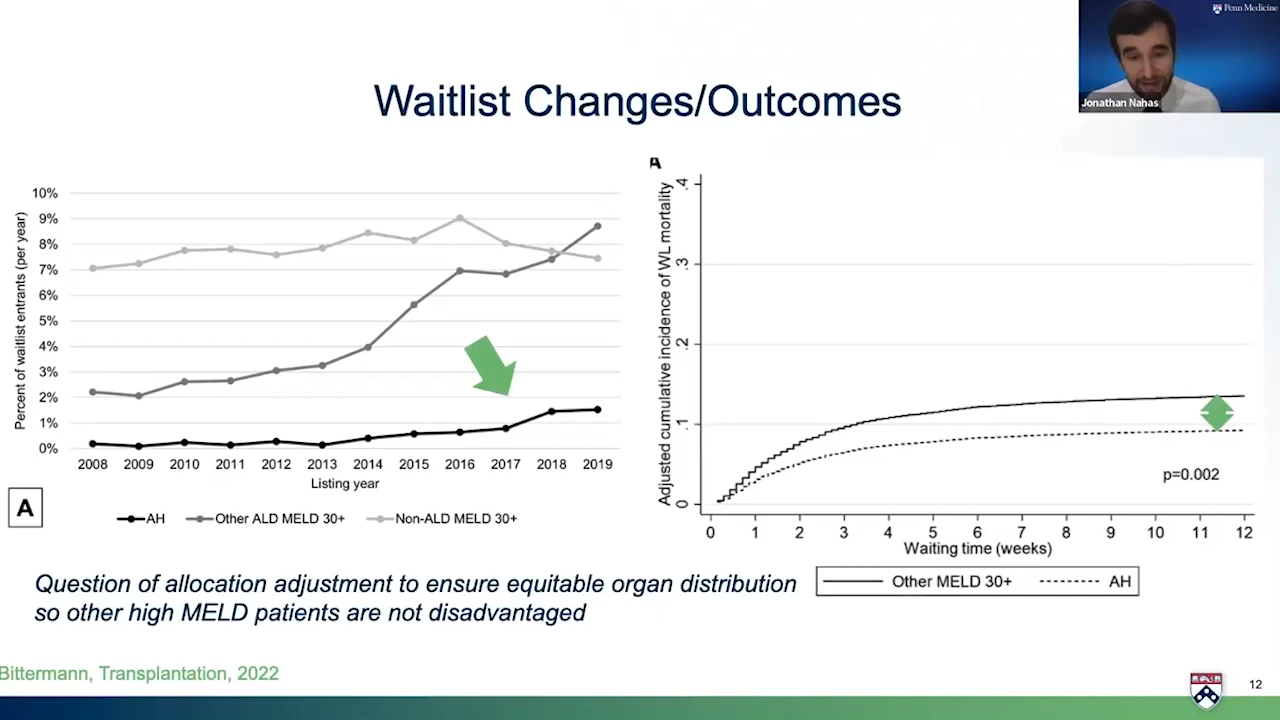 Penn Medicine
Jonathan Nahas
Waitlist Changes/Outcomes
Percent of waitlist entrants (per year)
10%
9%
8%
7%
6%
5%
4%
3%
2%
1%
0%
2008 2009 2010 2011 2012 2013 2014 2015 2016 2017 2018 2019
Listing year
A
AH Other ALD MELD 30+ Non-ALD MELD 30+
A
Adjusted cumulative incidence of WL mortality
.4
.3
.2
.1
0
p=0.002
0 1 2 3 4 5 6 7 8 9 10 11 12
Waiting time (weeks)
Other MELD 30+ AH
Question of allocation adjustment to ensure equitable organ distribution
so other high MELD patients are not disadvantaged
Bittermann, Transplantation, 2022
12